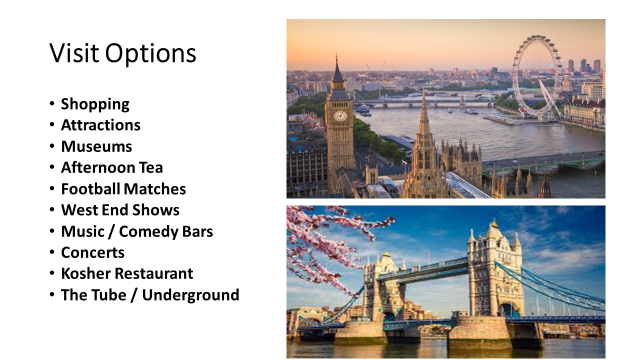 Visit Options
• Shopping
• Attractions
• Museums
• Afternoon Tea
• Football Matches
• West End Shows
• Music / Comedy Bars
• Concerts
• Kosher Restaurant
• The Tube / Underground